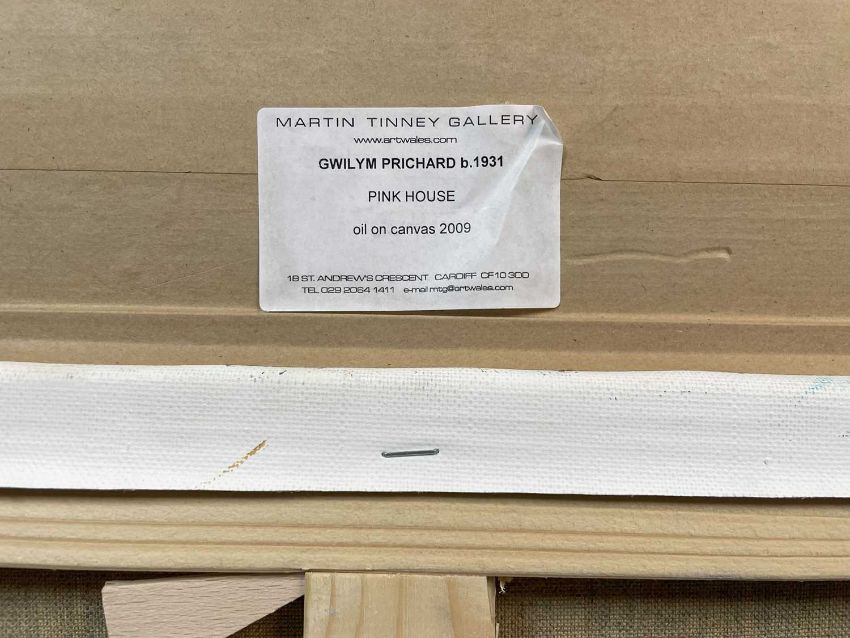 MARTIN TINNEY GALLERY
www.artwales.com
GWILYM PRICHARD b.1931
PINK HOUSE
oil on canvas 2009
18 ST. ANDREW'S CRESCENT CARDIFF CF10 3DD
TEL 029 2064 1411 e-mail mtg@artwales.com